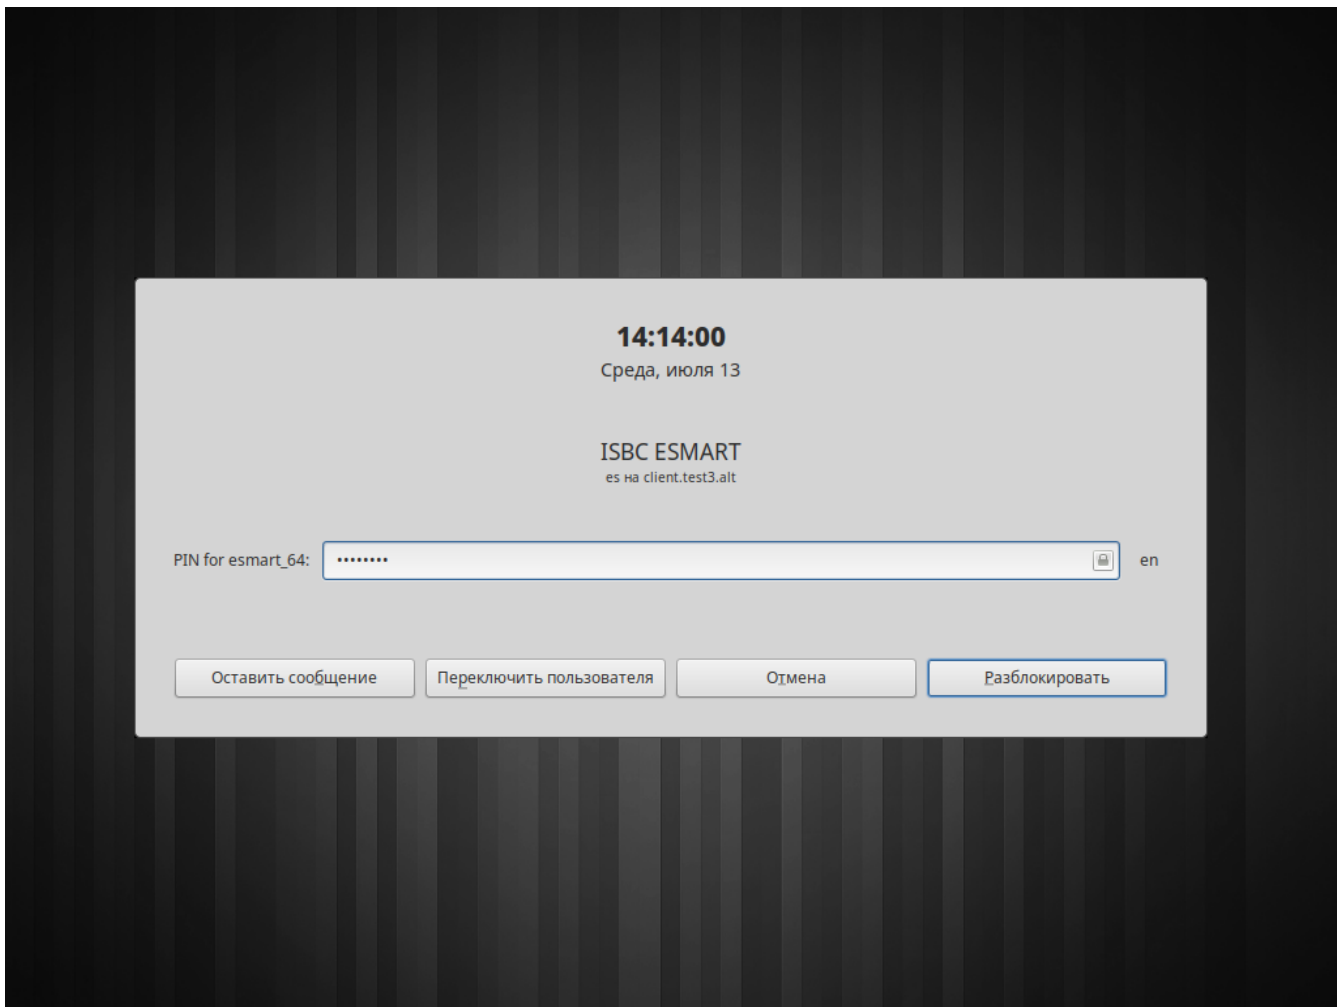 14:14:00
Среда, июля 13
ISBC ESMART
es на client.test3.alt
PIN for esmart_64: •••••••• en
Оставить сообщение Переключить пользователя Отмена Разблокировать